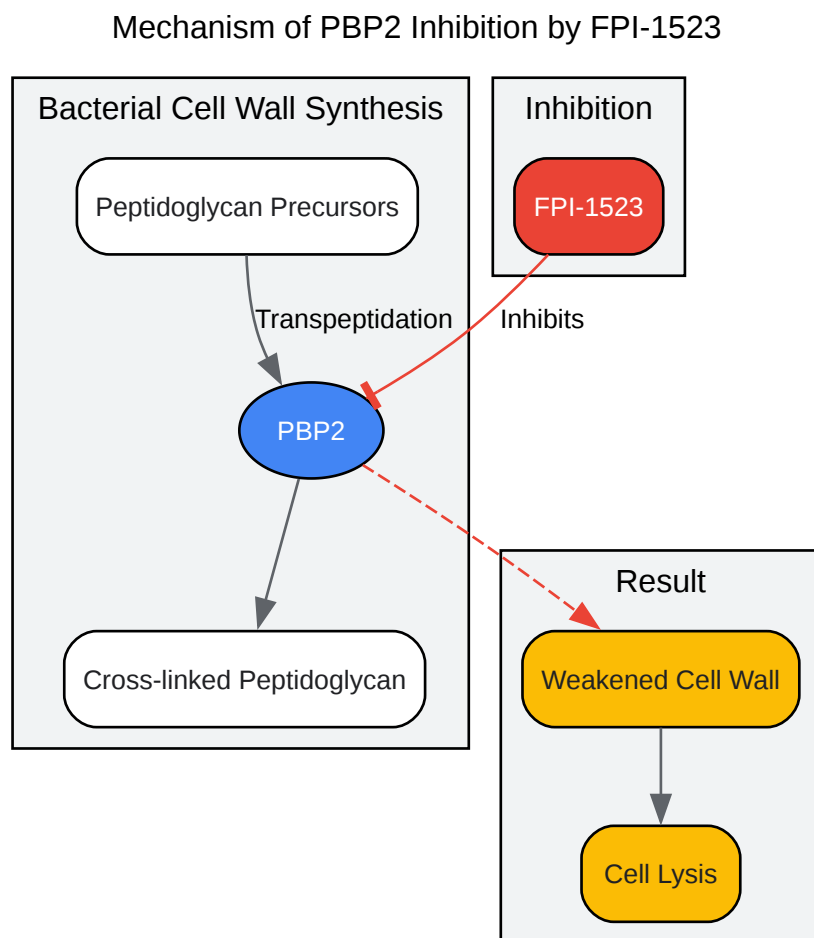 Mechanism of PBP2 Inhibition by FPI-1523
Bacterial Cell Wall Synthesis
Inhibition
Peptidoglycan Precursors
FPI-1523
Transpeptidation
Inhibits
PBP2
Result
Cross-linked Peptidoglycan
Weakened Cell Wall
Cell Lysis